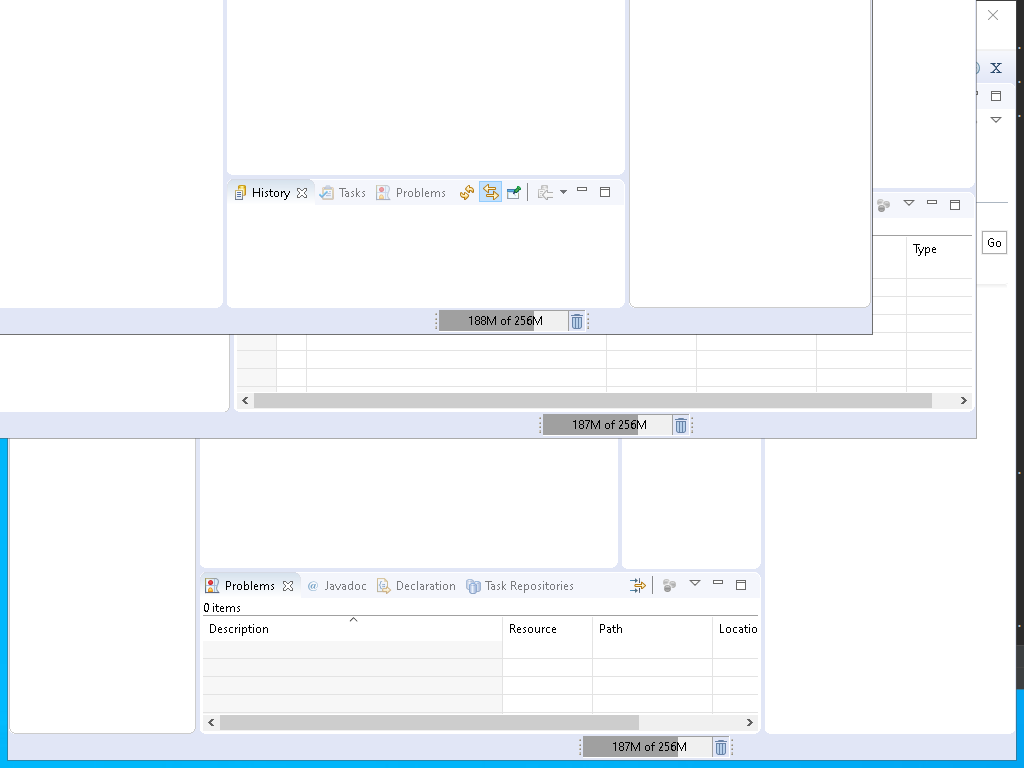 X
History
Tasks
Problems
Go
Type
188M of 256M
187M of 256M
Problems
@ Javadoc
Declaration
Task Repositories
0 items
Description
Resource
Path
Locatio
187M of 256M